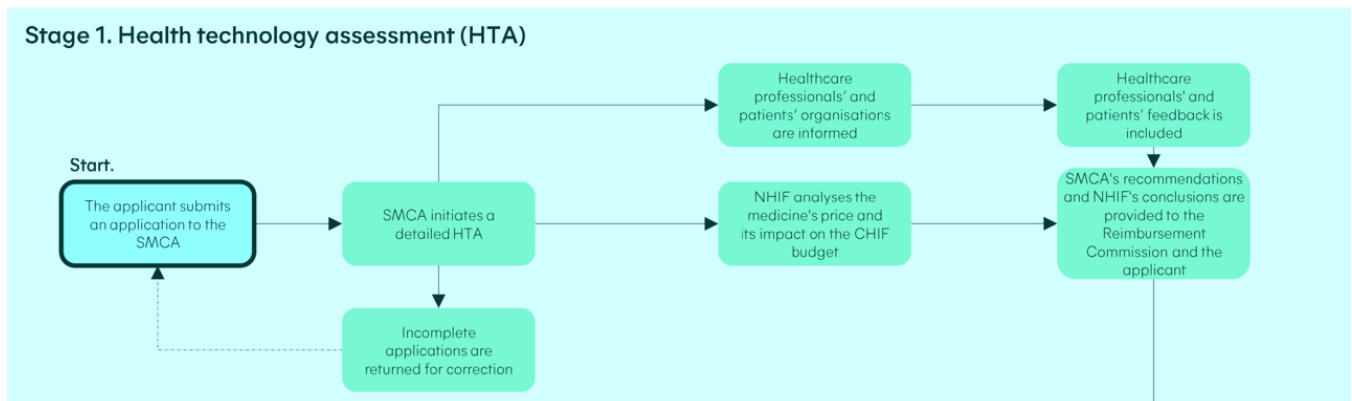 Stage 1. Health technology assessment (HTA)
Healthcare
professionals' and
patients' organisations
are informed
Healthcare
professionals' and
patients' feedback is
included
Start.
The applicant submits
an application to the
SMCA
SMCA initiates a
detailed HTA
NHIF analyses the
medicine's price and
its impact on the CHIF
budget
SMCA's recommendations
and NHIF's conclusions are
provided to the
Reimbursement
Commission and the
applicant
Incomplete
applications are
returned for correction